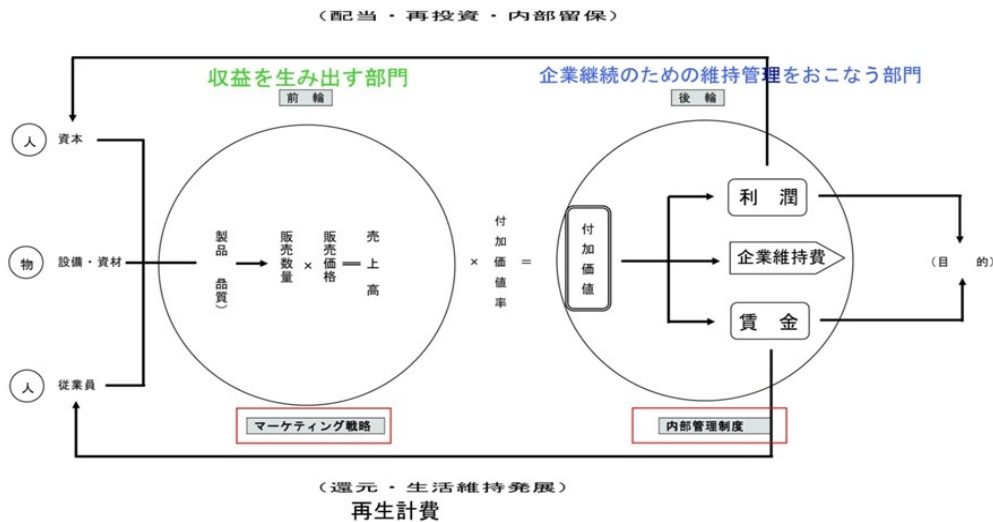 (配当・再投資・内部留保)
収益を生み出す部門
企業継続のための維持管理をおこなう部門
前 輪
後 輪
人
資本
物
設備・資材
人
従業員
製品 品質)
販売数量
×
販売価格
=
売上高
×
付加価値率
=
付加価値
利 潤
企業維持費
賃 金
(目 的)
マーケティング戦略
内部管理制度
(還元・生活維持発展)
再生計費